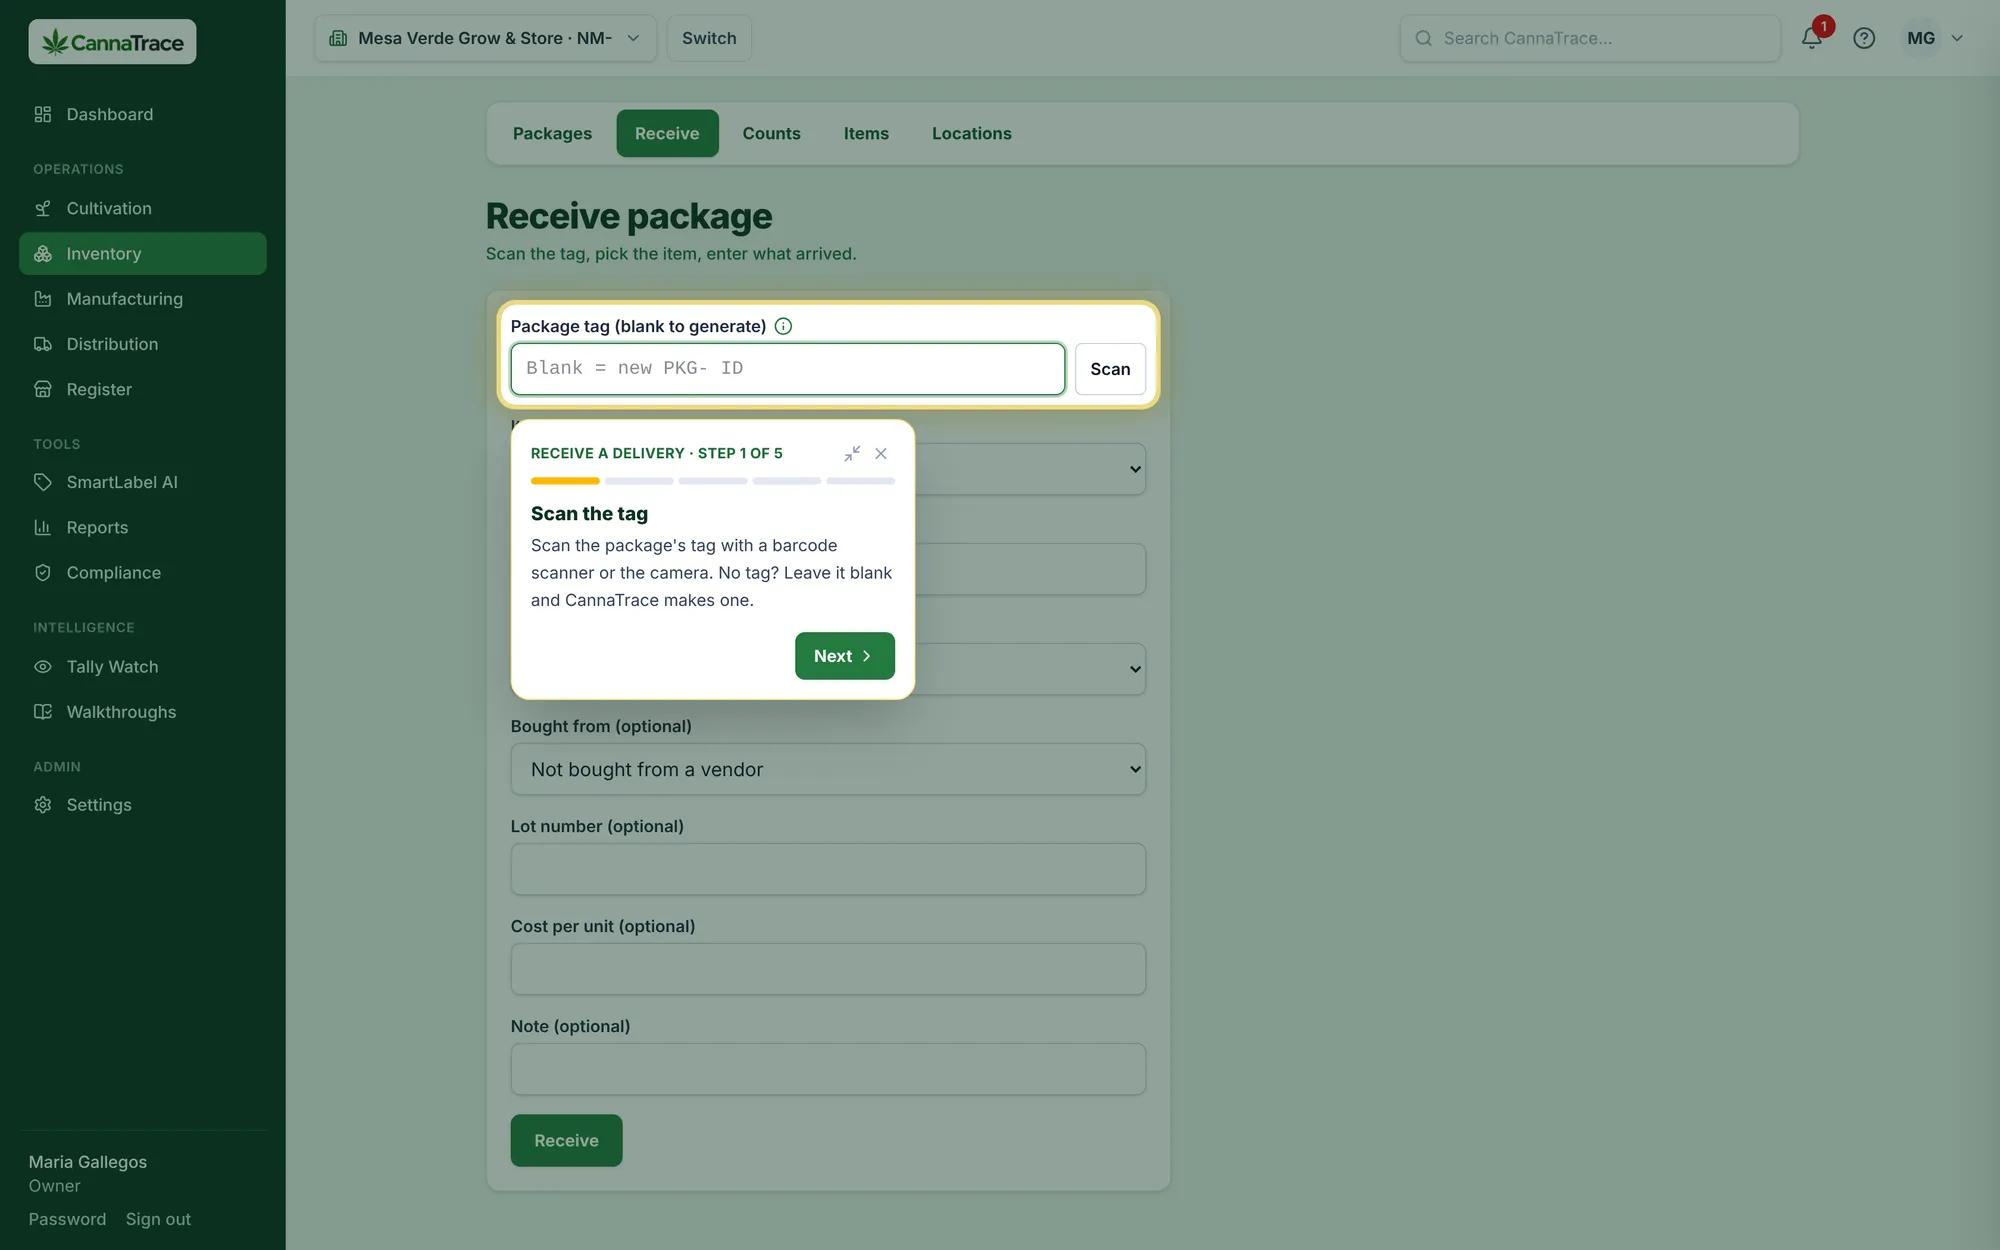 CannaTrace
Mesa Verde Grow & Store · NM-
Switch
Search CannaTrace...
1
MG
Dashboard
OPERATIONS
Cultivation
Inventory
Manufacturing
Distribution
Register
TOOLS
SmartLabel AI
Reports
Compliance
INTELLIGENCE
Tally Watch
Walkthroughs
ADMIN
Settings
Maria Gallegos
Owner
Password Sign out
Packages Receive Counts Items Locations
Receive package
Scan the tag, pick the item, enter what arrived.
Package tag (blank to generate)
Blank = new PKG- ID
Scan
RECEIVE A DELIVERY · STEP 1 OF 5
Scan the tag
Scan the package's tag with a barcode
scanner or the camera. No tag? Leave it blank
and CannaTrace makes one.
Next
Bought from (optional)
Not bought from a vendor
Lot number (optional)
Cost per unit (optional)
Note (optional)
Receive